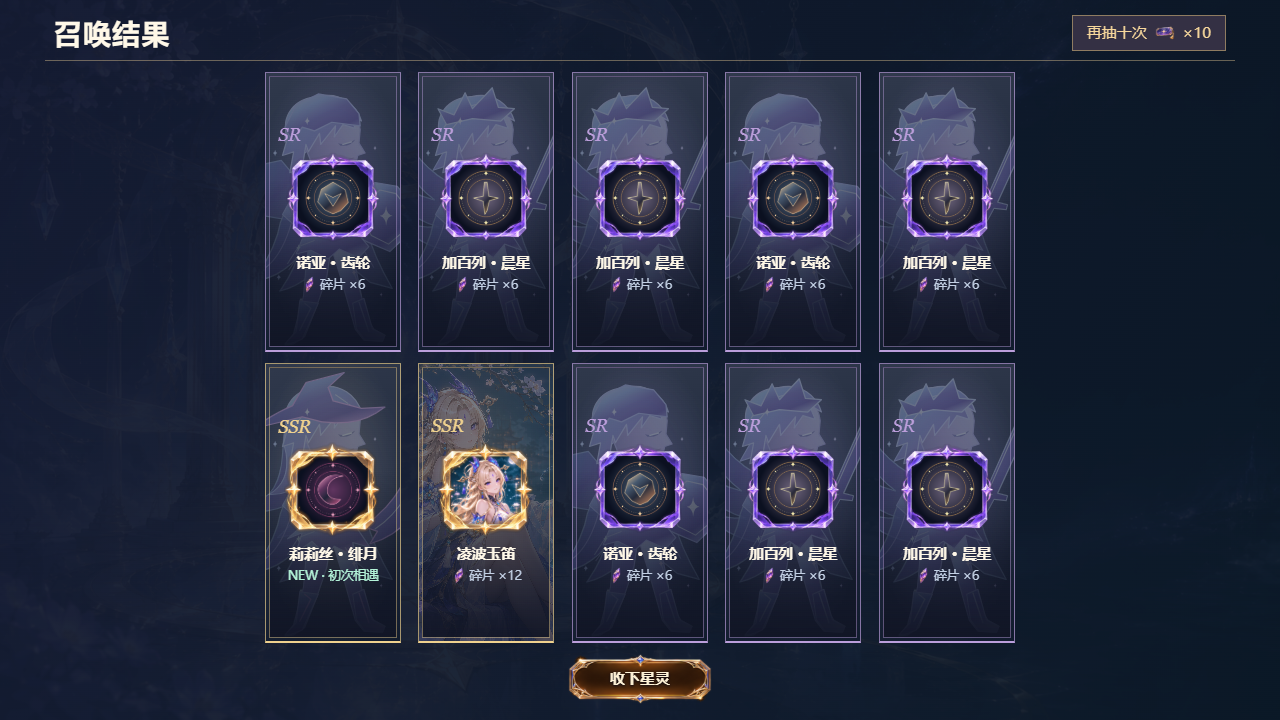 召唤结果
再抽十次 ×10
SR
诺亚·齿轮
碎片 ×6
SR
加百列·晨星
碎片 ×6
SR
加百列·晨星
碎片 ×6
SR
诺亚·齿轮
碎片 ×6
SR
加百列·晨星
碎片 ×6
SSR
莉莉丝·绯月
NEW · 初次相遇
SSR
凌波玉笛
碎片 ×12
SR
诺亚·齿轮
碎片 ×6
SR
加百列·晨星
碎片 ×6
SR
加百列·晨星
碎片 ×6
收下星灵